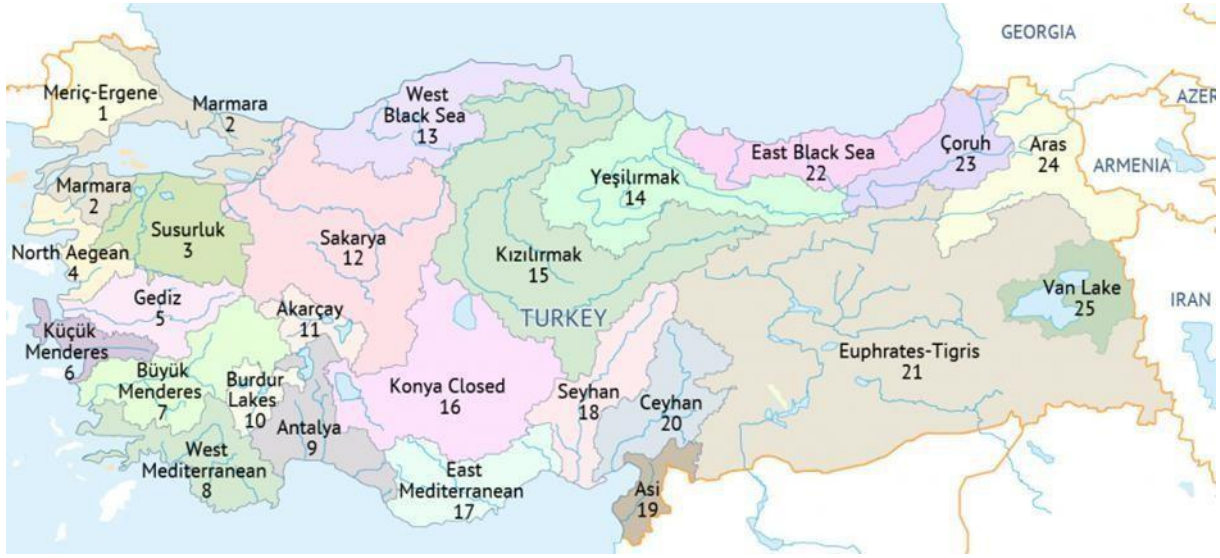 GEORGIA
Meriç-Ergene
1
Marmara
2
West
Black Sea
13
AZER
East Black Sea
22
Çoruh
23
Aras
24
ARMENIA
Marmara
2
Yeşilırmak
14
Susurluk
3
Sakarya
12
North Aegean
4
Kızılırmak
15
Van Lake
25
IRAN
Gediz
5
Akarçay
11
TURKEY
Küçük
Menderes
6
Euphrates-Tigris
21
Büyük
Menderes
7
Burdur
Lakes
10
Konya Closed
16
Seyhan
18
Ceyhan
20
Antalya
9
West
Mediterranean
8
East
Mediterranean
17
Asi
19